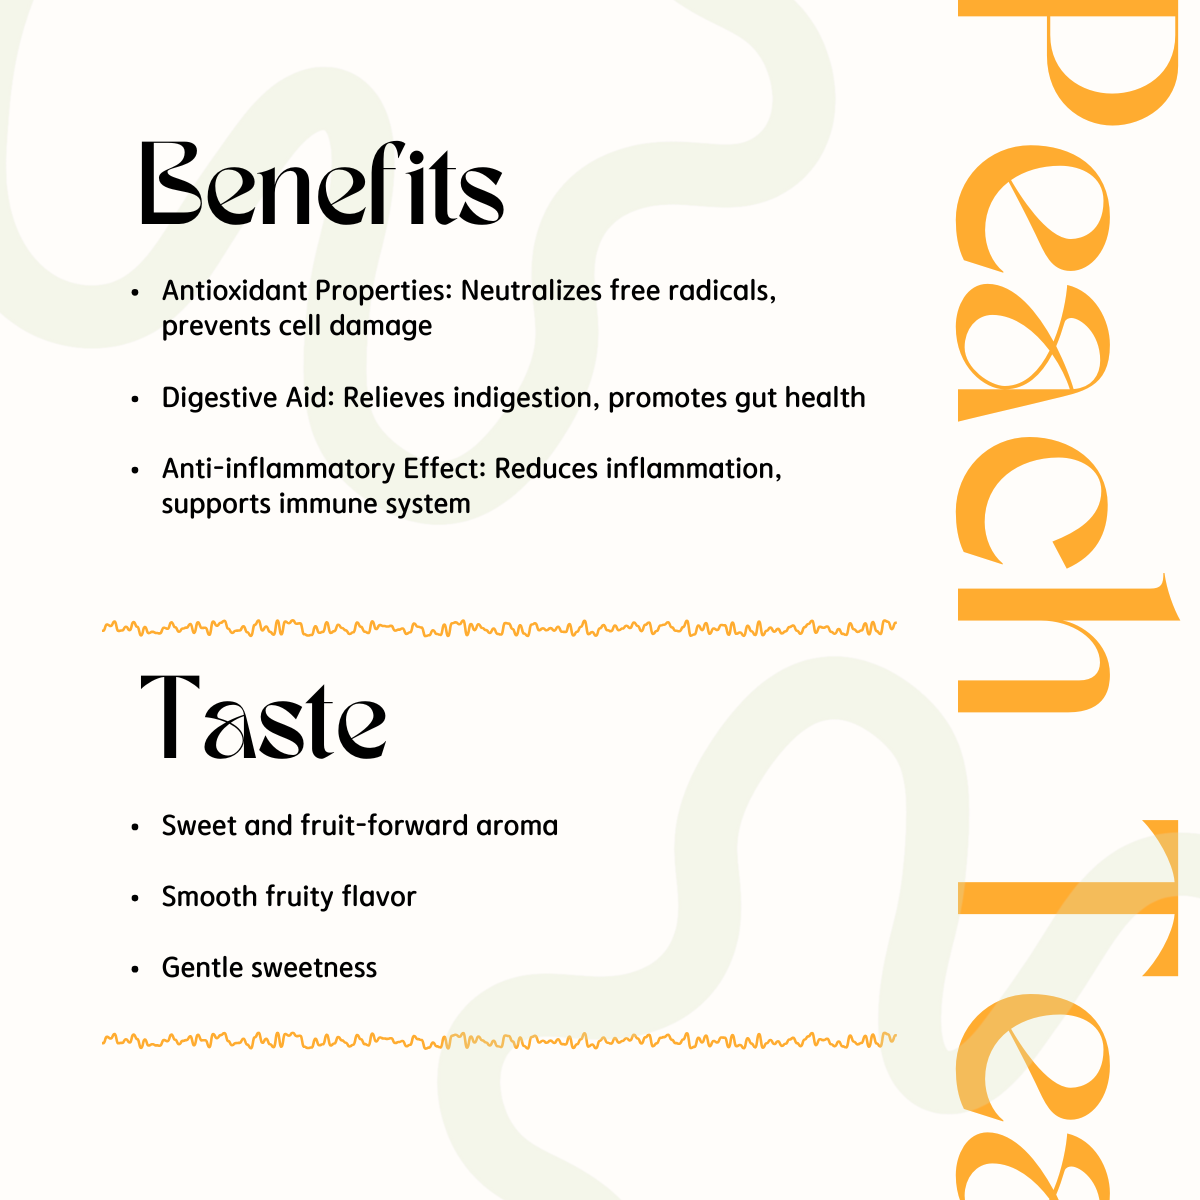 Benefits
• Antioxidant Properties: Neutralizes free radicals,
prevents cell damage
• Digestive Aid: Relieves indigestion, promotes gut health
• Anti-inflammatory Effect: Reduces inflammation,
supports immune system
Taste
• Sweet and fruit-forward aroma
• Smooth fruity flavor
• Gentle sweetness
Peach Tea